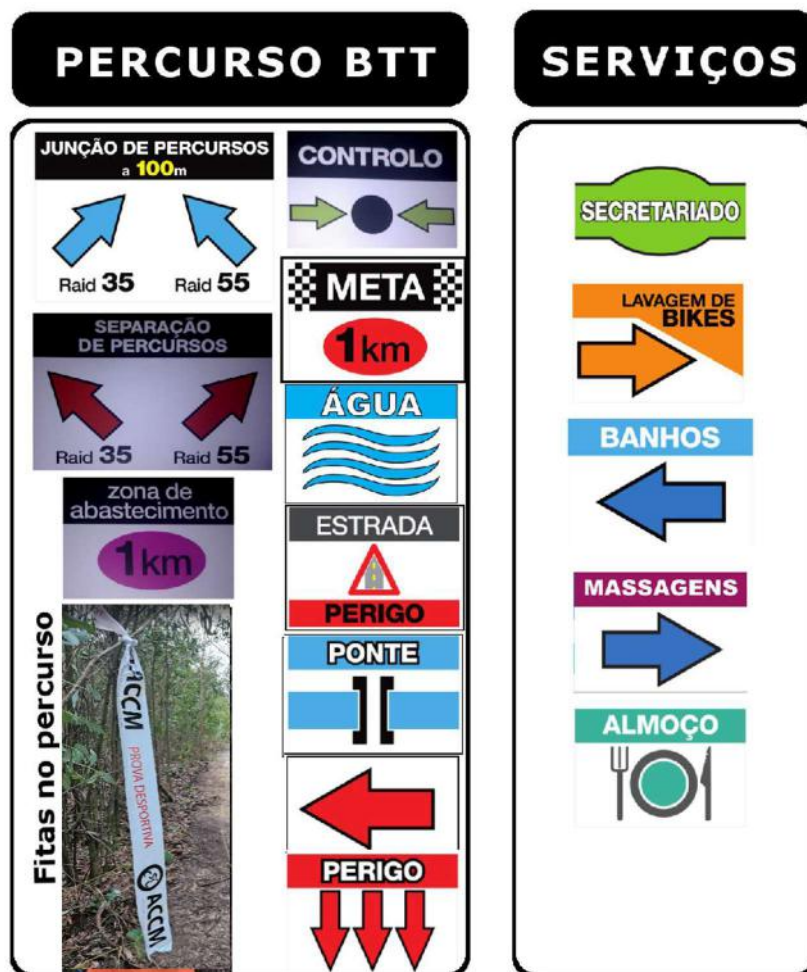 PERCURSO BTT
JUNÇÃO DE PERCURSOS
a 100m
Raid 35
Raid 55
SEPARAÇÃO
DE PERCURSOS
Raid 35
Raid 55
zona de
abastecimento
1km
Fitas no percurso
ACCM
PROVA DESPORTIVA
ACCM
CONTROLO
META
1km
ÁGUA
ESTRADA
PERIGO
PONTE
PERIGO
SERVIÇOS
SECRETARIADO
LAVAGEM DE
BIKES
BANHOS
MASSAGENS
ALMOÇO